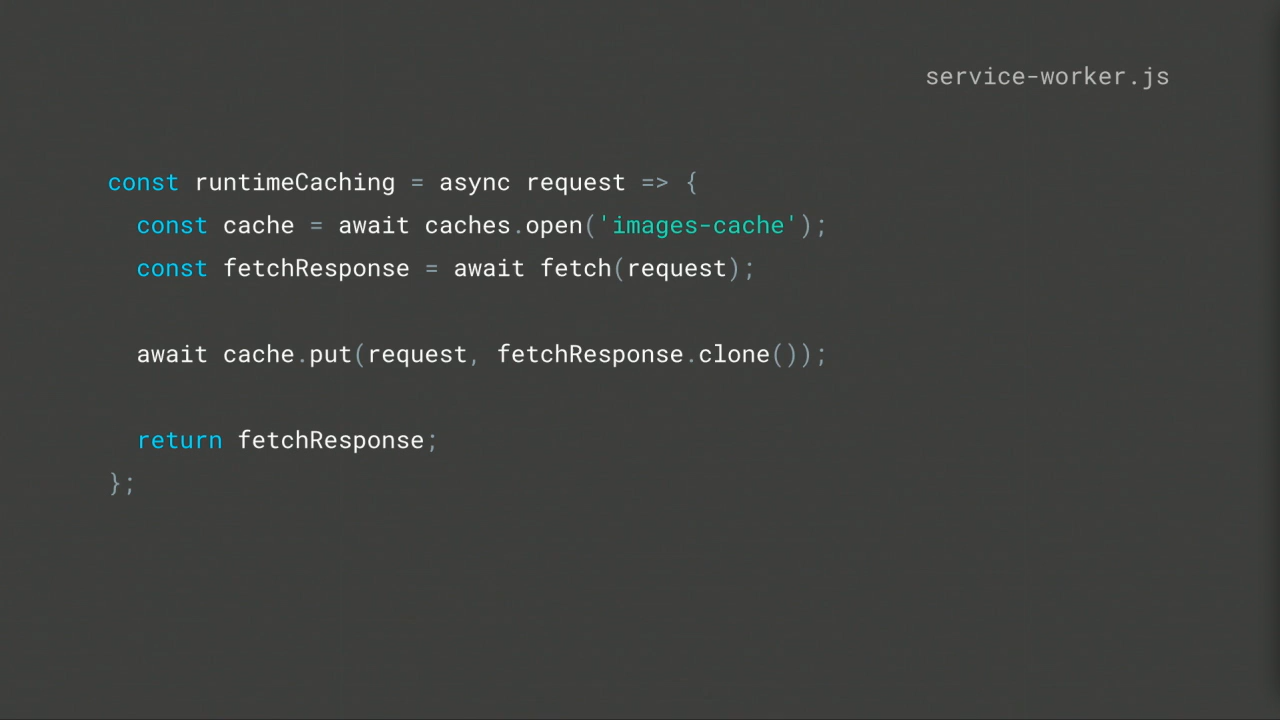 service-worker.js
const runtimeCaching = async request => {
  const cache = await caches.open('images-cache');
  const fetchResponse = await fetch(request);
  await cache.put(request, fetchResponse.clone());
  return fetchResponse;
};